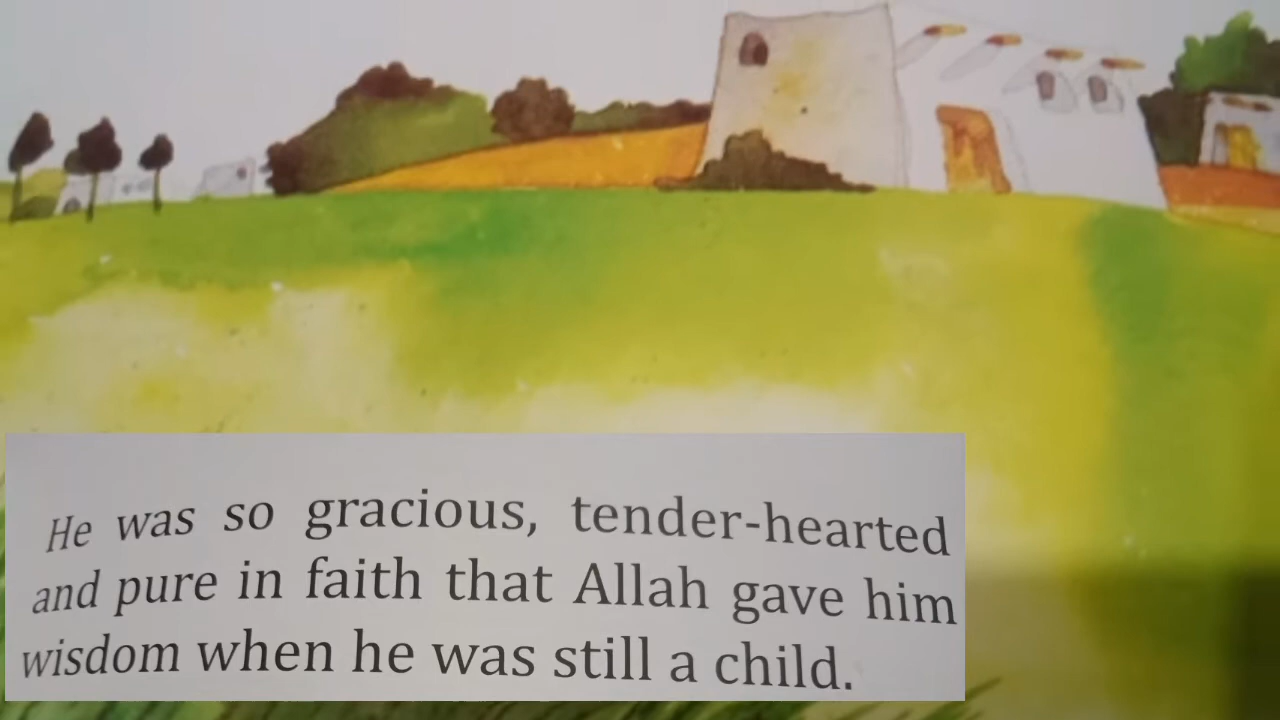 He was so gracious, tender-hearted
and pure in faith that Allah gave him
wisdom when he was still a child.